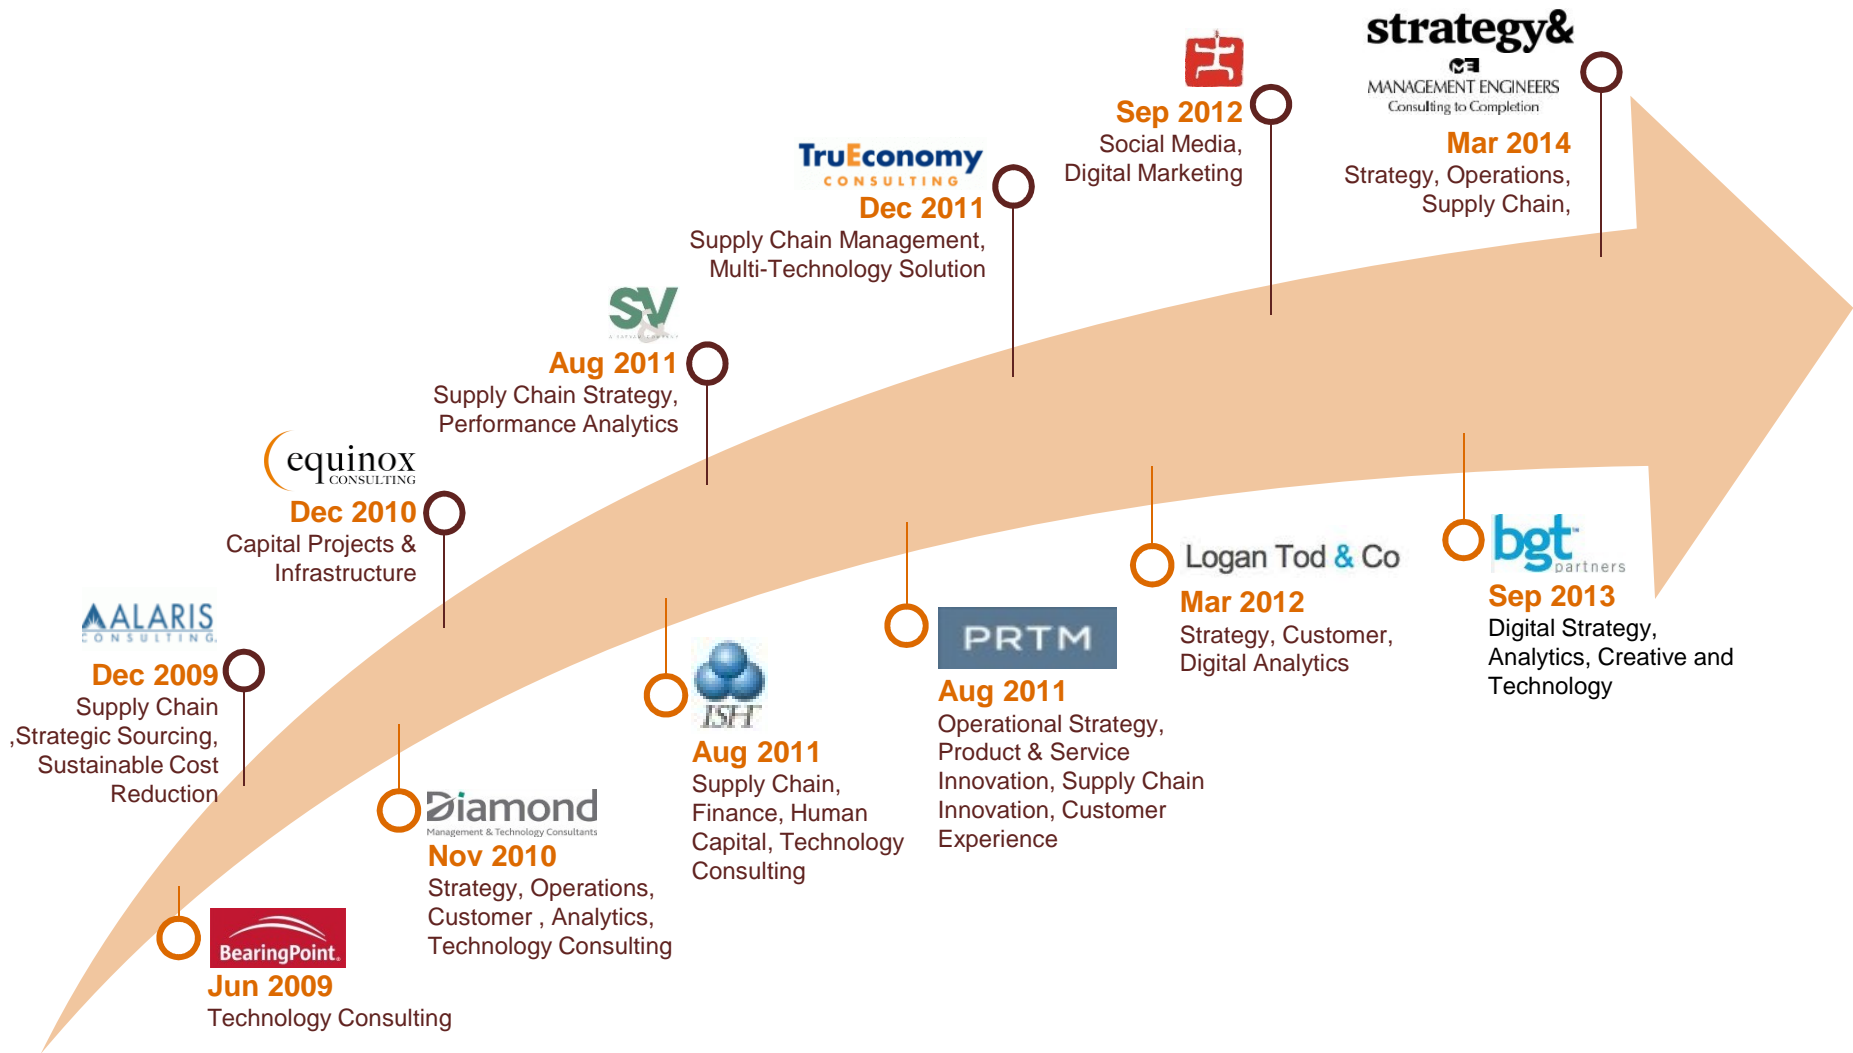 strategy&
ME
MANAGEMENT ENGINEERS
Consulting to Completion
Mar 2014
Strategy, Operations,
Supply Chain,
Sep 2012
Social Media,
Digital Marketing
TruEconomy
CONSULTING
Dec 2011
Supply Chain Management,
Multi-Technology Solution
S&V
Aug 2011
Supply Chain Strategy,
Performance Analytics
equinox
CONSULTING
Dec 2010
Capital Projects &
Infrastructure
ALARIS
CONSULTING.
Dec 2009
Supply Chain
,Strategic Sourcing,
Sustainable Cost
Reduction
BearingPoint.
Jun 2009
Technology Consulting
Diamond
Management & Technology Consultants
Nov 2010
Strategy, Operations,
Customer , Analytics,
Technology Consulting
Aug 2011
Supply Chain,
Finance, Human
Capital, Technology
Consulting
PRTM
Aug 2011
Operational Strategy,
Product & Service
Innovation, Supply Chain
Innovation, Customer
Experience
Logan Tod & Co
Mar 2012
Strategy, Customer,
Digital Analytics
bgt™
partners
Sep 2013
Digital Strategy,
Analytics, Creative and
Technology